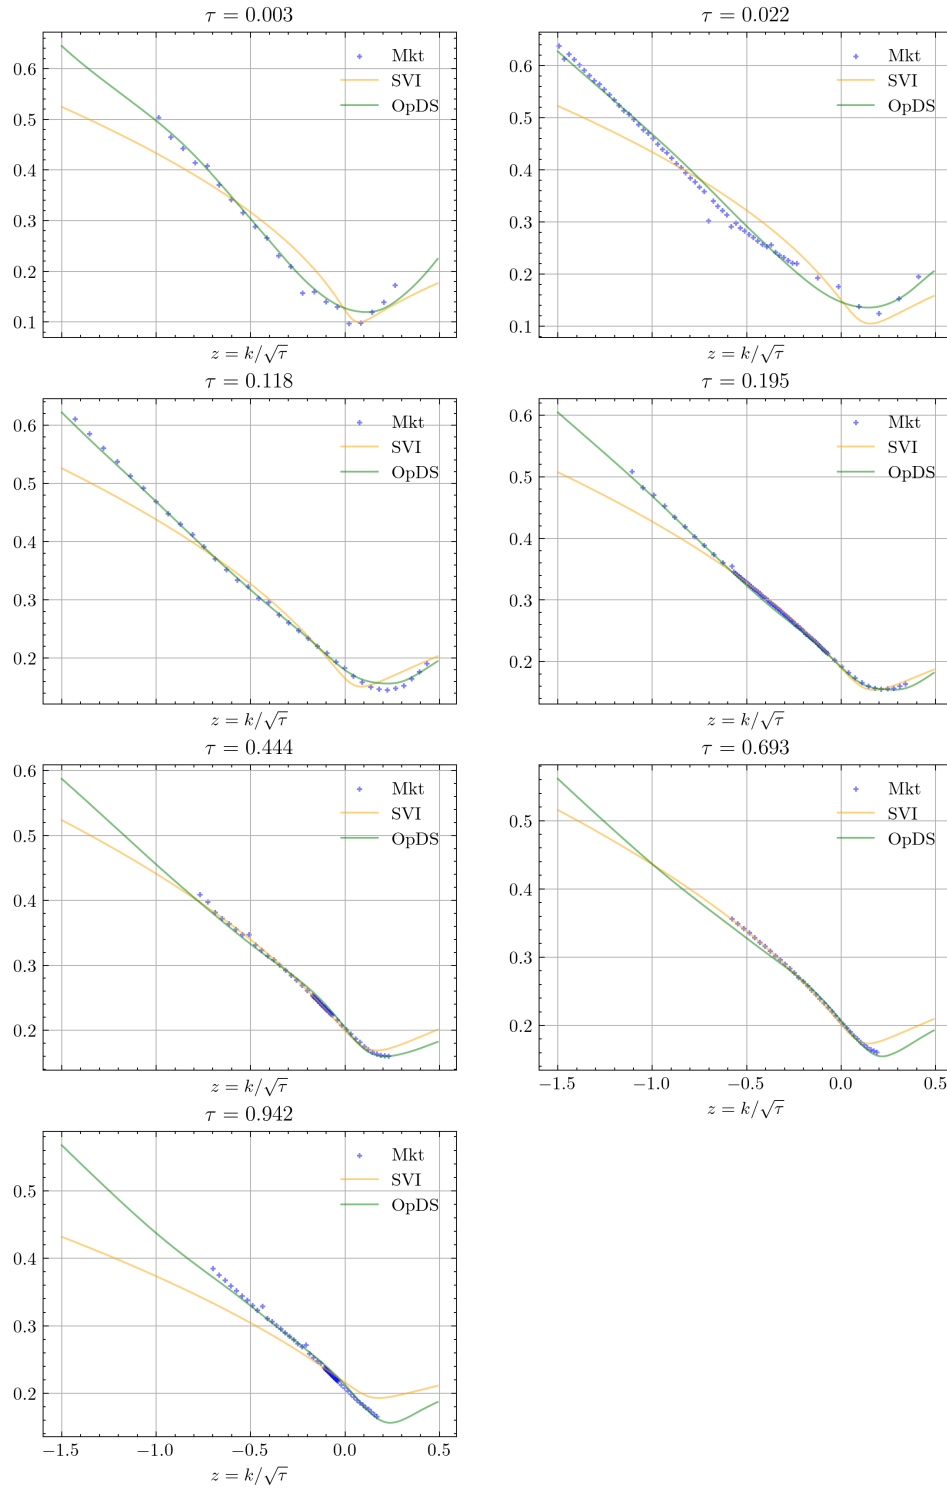 τ = 0.003
0.6
0.5
0.4
0.3
0.2
0.1
Mkt
SVI
OpDS
z = k/√τ
τ = 0.022
0.6
0.5
0.4
0.3
0.2
0.1
Mkt
SVI
OpDS
z = k/√τ
τ = 0.118
0.6
0.5
0.4
0.3
0.2
Mkt
SVI
OpDS
z = k/√τ
τ = 0.195
0.6
0.5
0.4
0.3
0.2
Mkt
SVI
OpDS
z = k/√τ
τ = 0.444
0.6
0.5
0.4
0.3
0.2
Mkt
SVI
OpDS
z = k/√τ
τ = 0.693
0.5
0.4
0.3
0.2
Mkt
SVI
OpDS
−1.5 −1.0 −0.5 0.0 0.5
z = k/√τ
τ = 0.942
0.5
0.4
0.3
0.2
Mkt
SVI
OpDS
−1.5 −1.0 −0.5 0.0 0.5
z = k/√τ